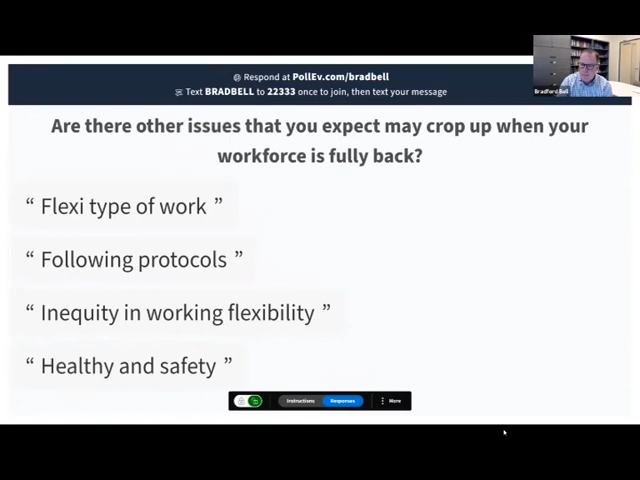 Respond at PollEv.com/bradbell
Text BRADBELL to 22333 once to join, then text your message
Bradford Bell
Are there other issues that you expect may crop up when your
workforce is fully back?
“ Flexi type of work ”
“ Following protocols ”
“ Inequity in working flexibility ”
“ Healthy and safety ”
Instructions Responses More